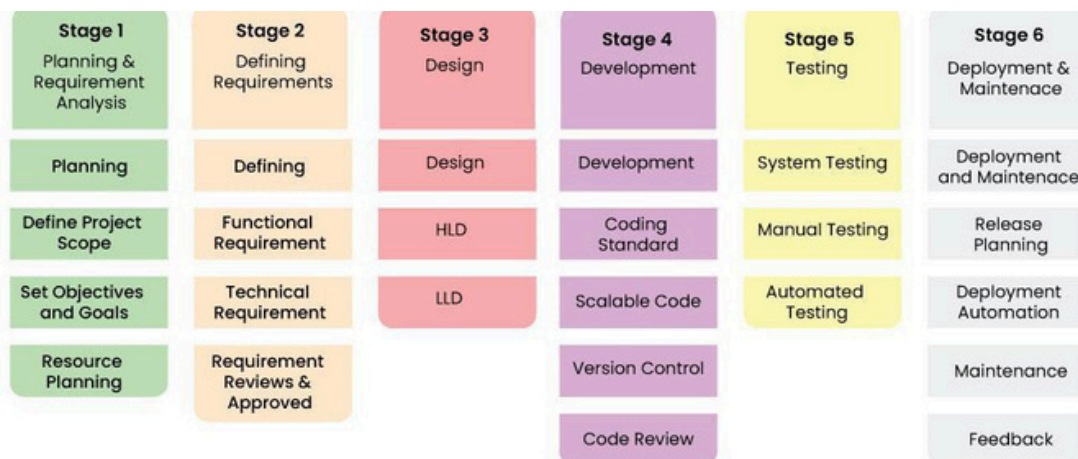 Stage 1
Planning &
Requirement
Analysis
Planning
Define Project
Scope
Set Objectives
and Goals
Resource
Planning
Stage 2
Defining
Requirements
Defining
Functional
Requirement
Technical
Requirement
Requirement
Reviews &
Approved
Stage 3
Design
Design
HLD
LLD
Stage 4
Development
Development
Coding
Standard
Scalable Code
Version Control
Code Review
Stage 5
Testing
System Testing
Manual Testing
Automated
Testing
Stage 6
Deployment &
Maintenace
Deployment
and Maintenace
Release
Planning
Deployment
Automation
Maintenance
Feedback